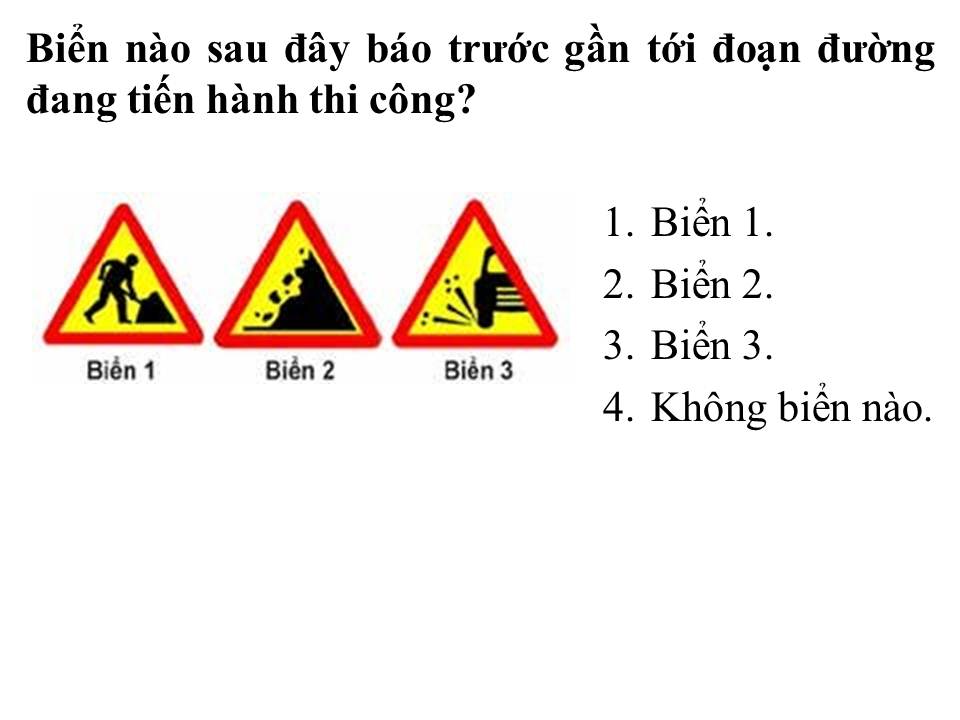 Biển nào sau đây báo trước gần tới đoạn đường
đang tiến hành thi công?
1. Biển 1.
2. Biển 2.
3. Biển 3.
4. Không biển nào.
Biển 1
Biển 2
Biển 3